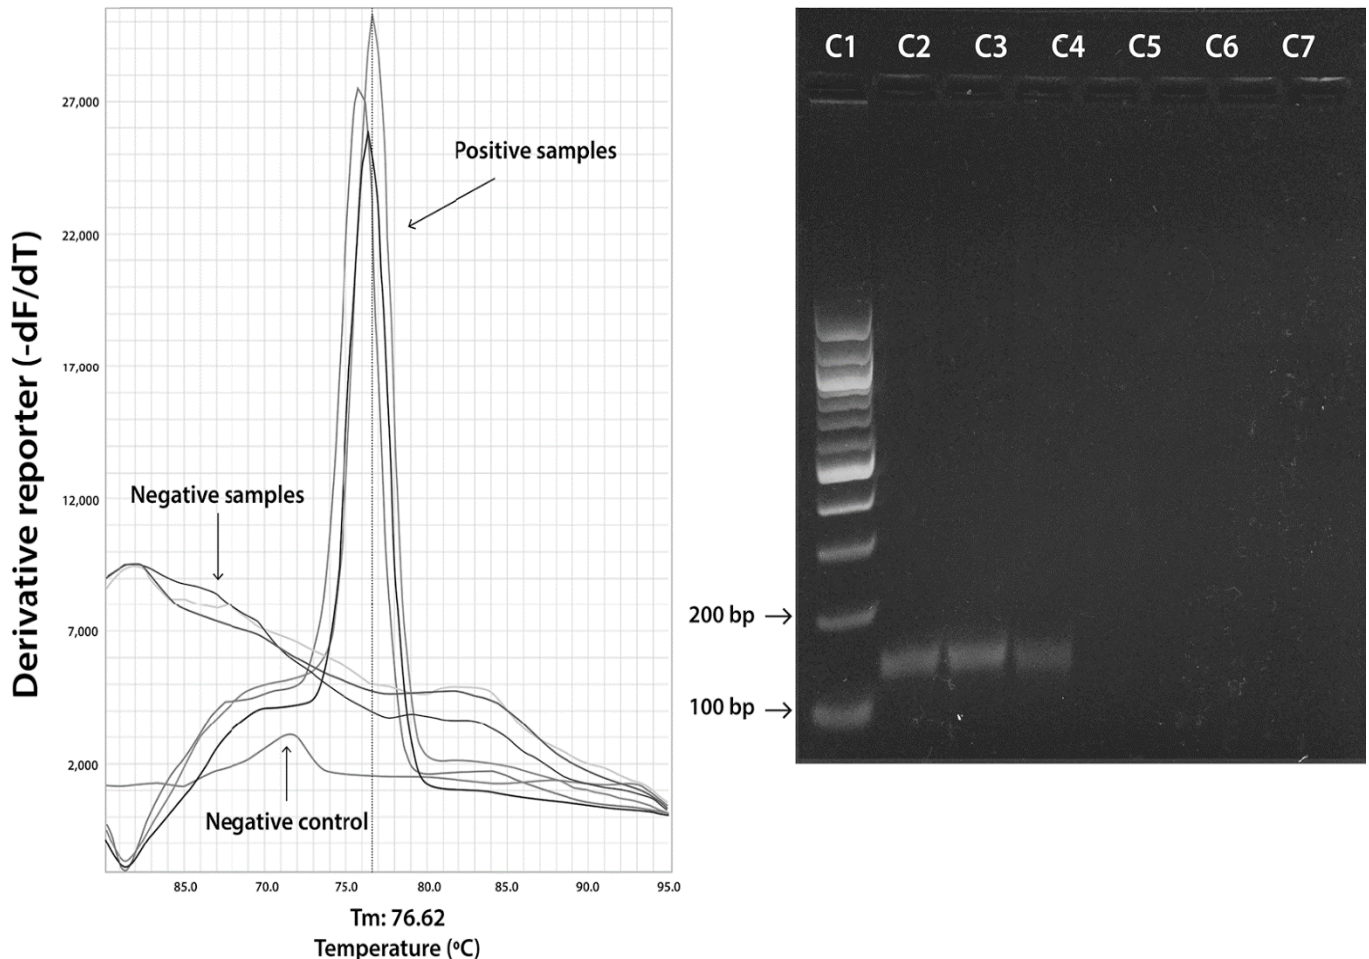 Derivative reporter (-dF/dT)
27,000
22,000
17,000
12,000
7,000
2,000
Positive samples
Negative samples
Negative control
85.0 70.0 75.0 80.0 85.0 90.0 95.0
Tm: 76.62
Temperature (ºC)
C1 C2 C3 C4 C5 C6 C7
200 bp
100 bp